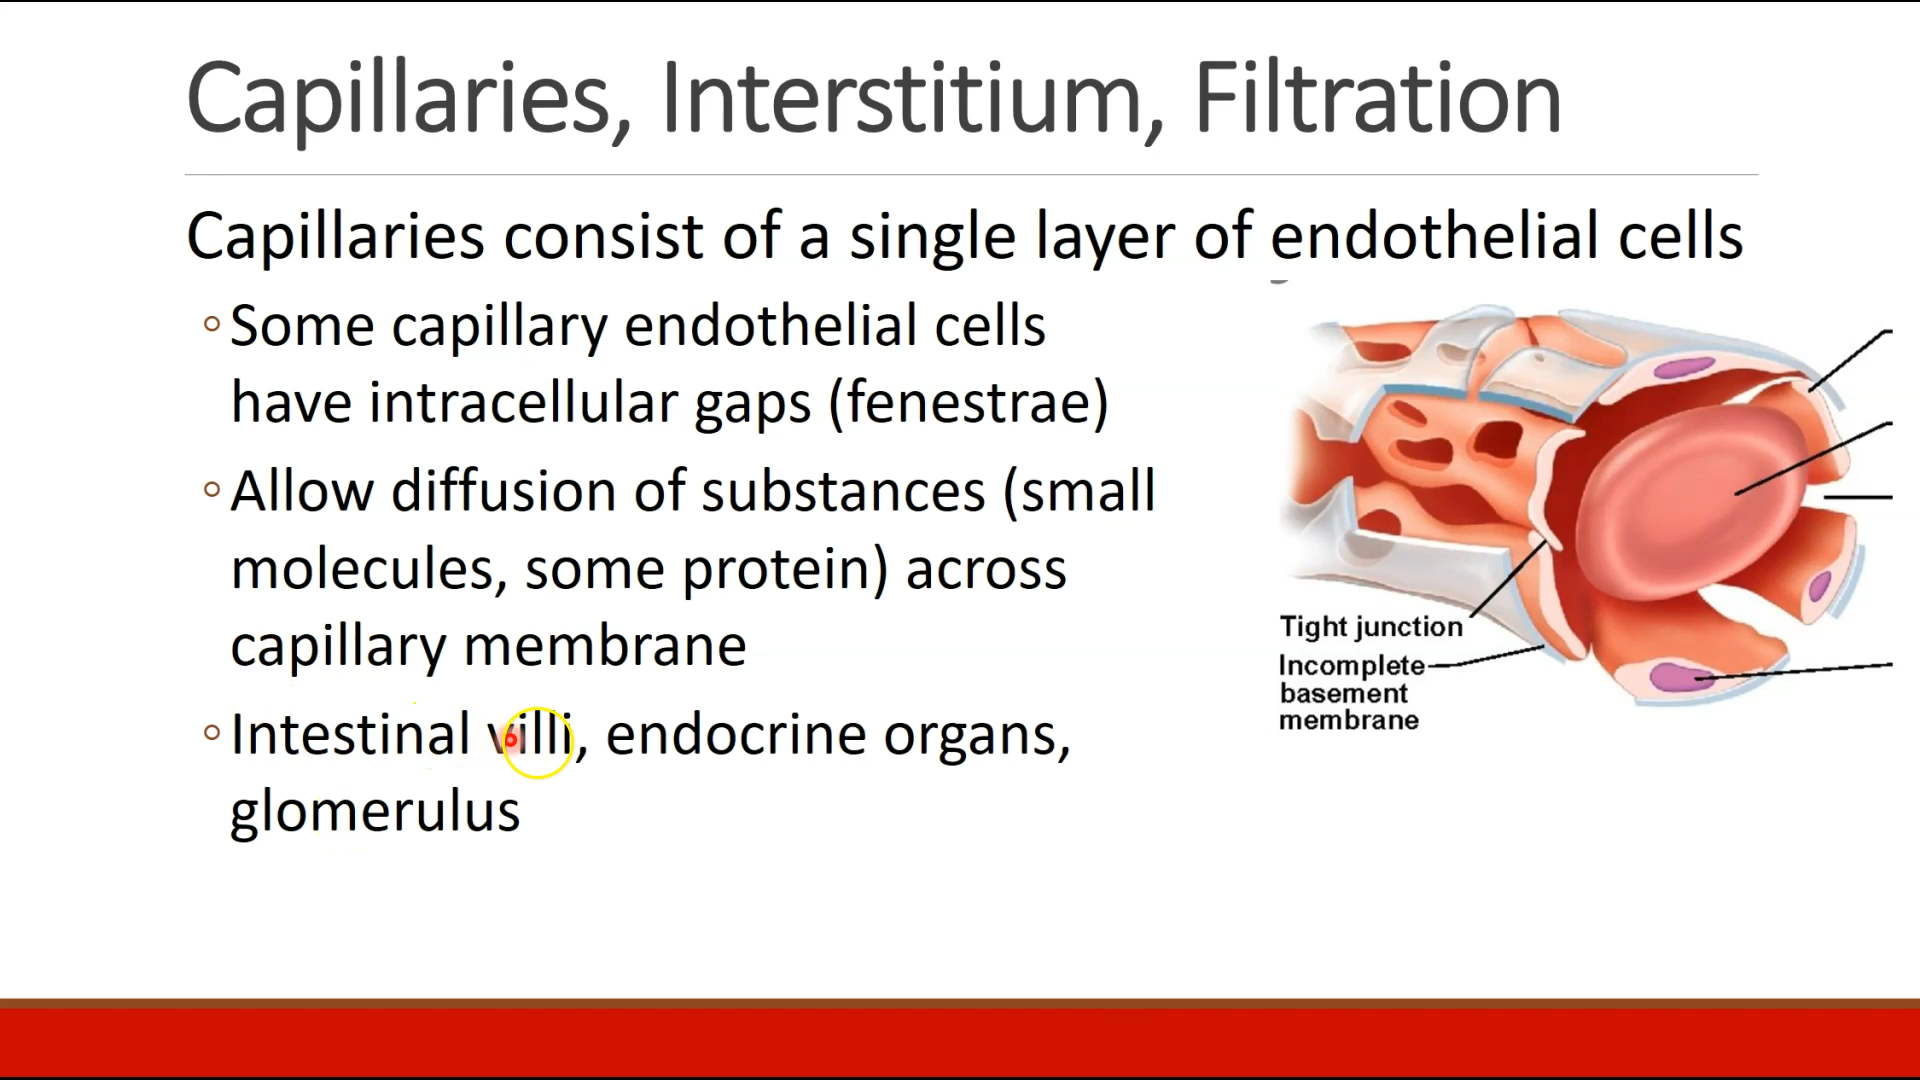 Capillaries, Interstitium, Filtration
Capillaries consist of a single layer of endothelial cells
◦Some capillary endothelial cells
have intracellular gaps (fenestrae)
◦Allow diffusion of substances (small
molecules, some protein) across
capillary membrane
◦Intestinal villi, endocrine organs,
glomerulus
Tight junction
Incomplete
basement
membrane